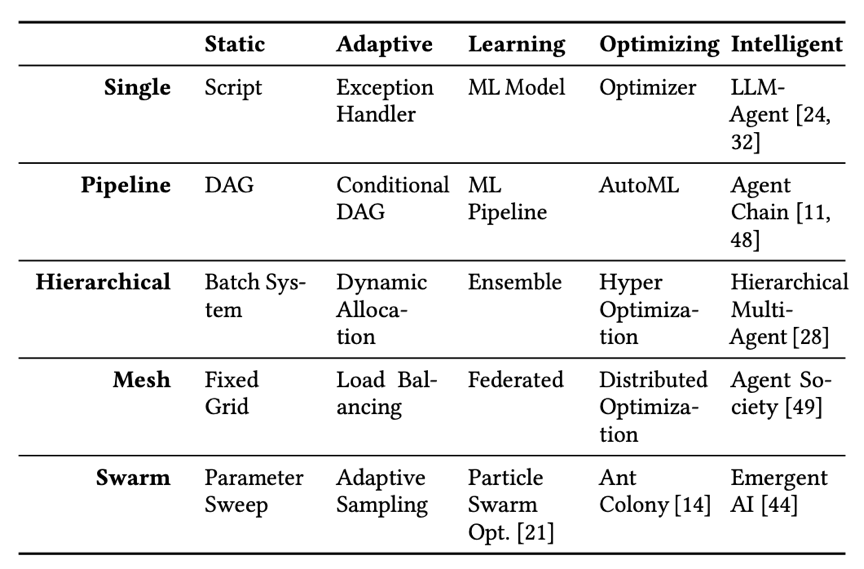 Static Adaptive Learning Optimizing Intelligent
Single Script Exception ML Model Optimizer LLM-
Handler Agent [24,
32]
Pipeline DAG Conditional ML AutoML Agent
DAG Pipeline Chain [11,
48]
Hierarchical Batch Sys- Dynamic Ensemble Hyper Hierarchical
tem Alloca- Optimiza- Multi-
tion tion Agent [28]
Mesh Fixed Load Bal- Federated Distributed Agent So-
Grid ancing Optimiza- ciety [49]
tion
Swarm Parameter Adaptive Particle Ant Emergent
Sweep Sampling Swarm Colony [14] AI [44]
Opt. [21]